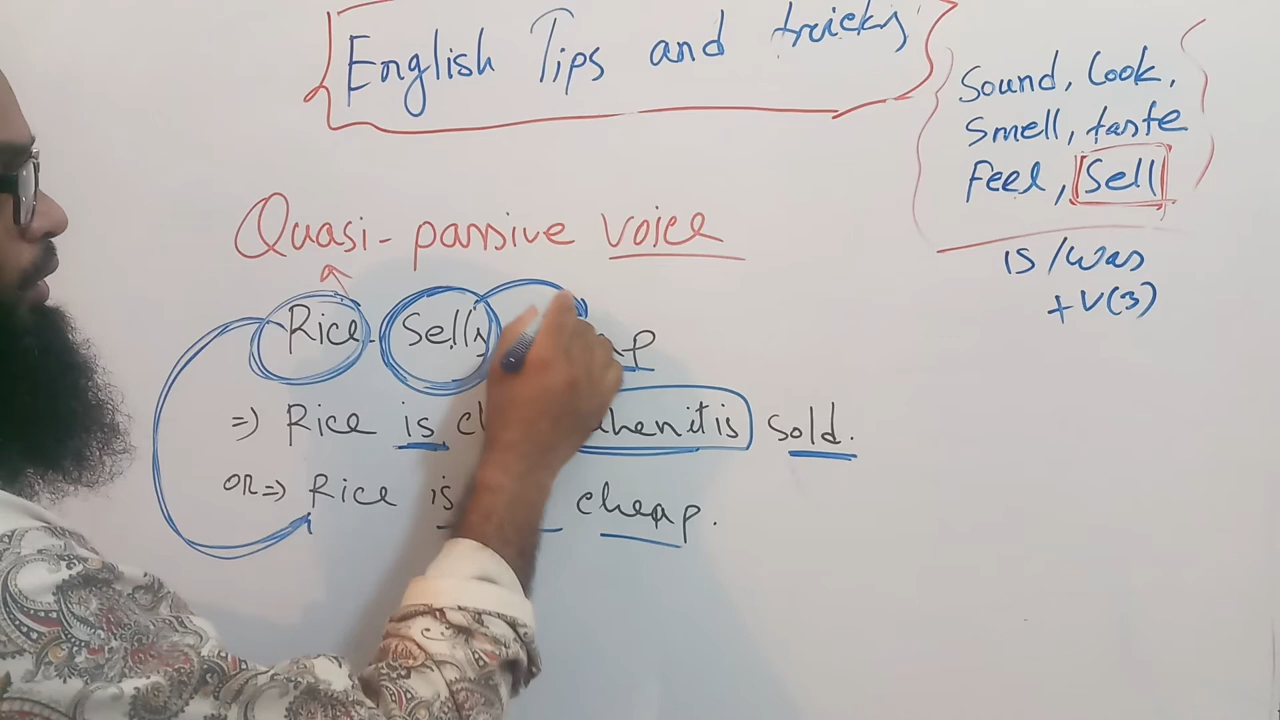 English Tips and tricks
Sound, Look,
Smell, taste
Feel, Sell
is/was
+V(3)
Quasi-passive voice
Rice Sells
=> Rice is when it is sold.
OR=> Rice is cheap.